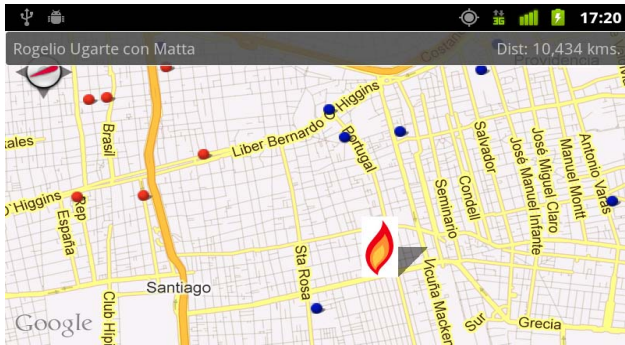 3G
17:20
Rogelio Ugarte con Matta
Dist: 10,434 kms.
Providencia
Brasil
Liber Bernardo O'Higgins
Portugal
Salvador
José Miguel Claro
José Manuel Infante
Manuel Montt
Antonio Varas
O'Higgins
Rep
España
Seminario
Condell
Sta Rosa
Vicuña Macken
Santiago
Club Hípi
Sur
Grecia
Google